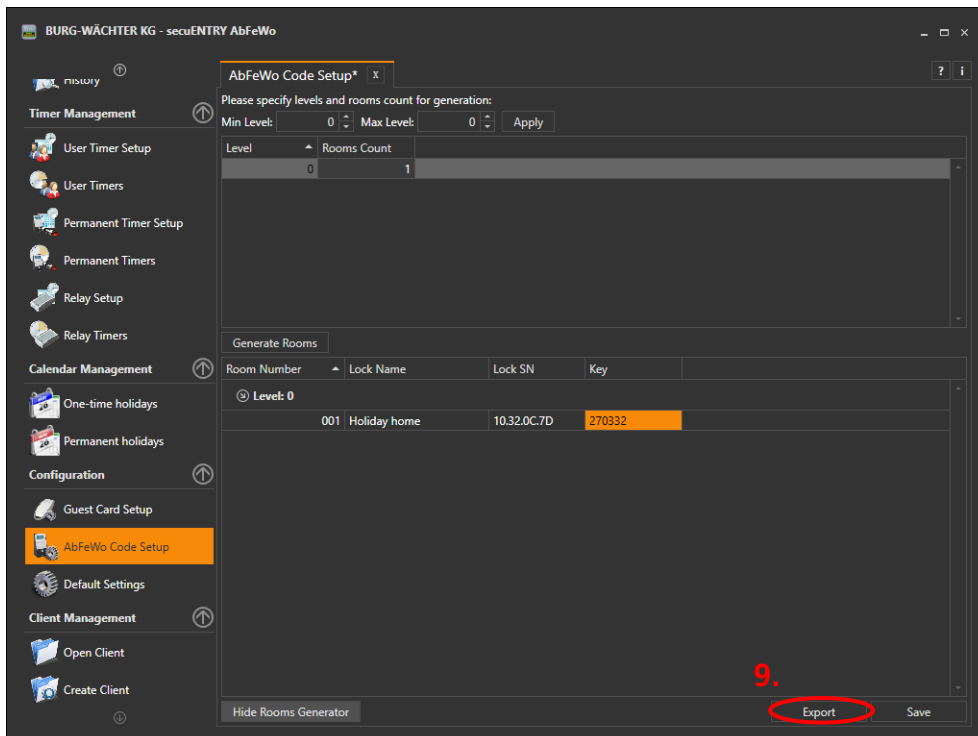 BURG-WÄCHTER KG - secuENTRY AbFeWo
History
Timer Management
User Timer Setup
User Timers
Permanent Timer Setup
Permanent Timers
Relay Setup
Relay Timers
Calendar Management
One-time holidays
Permanent holidays
Configuration
Guest Card Setup
AbFeWo Code Setup
Default Settings
Client Management
Open Client
Create Client
AbFeWo Code Setup* x
? i
Please specify levels and rooms count for generation:
Min Level: 0 Max Level: 0 Apply
Level Rooms Count
0 1
Generate Rooms
Room Number Lock Name Lock SN Key
Level: 0
001 Holiday home 10.32.0C.7D 270332
9.
Hide Rooms Generator Export Save